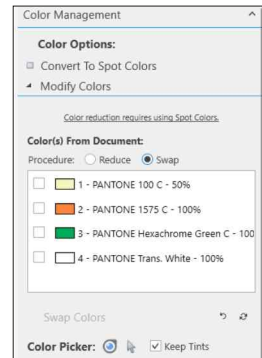 Color Management
Color Options:
Convert To Spot Colors
Modify Colors
Color reduction requires using Spot Colors.
Color(s) From Document:
Procedure: Reduce Swap
1 - PANTONE 100 C - 50%
2 - PANTONE 1575 C - 100%
3 - PANTONE Hexachrome Green C - 100
4 - PANTONE Trans. White - 100%
Swap Colors
Color Picker: Keep Tints